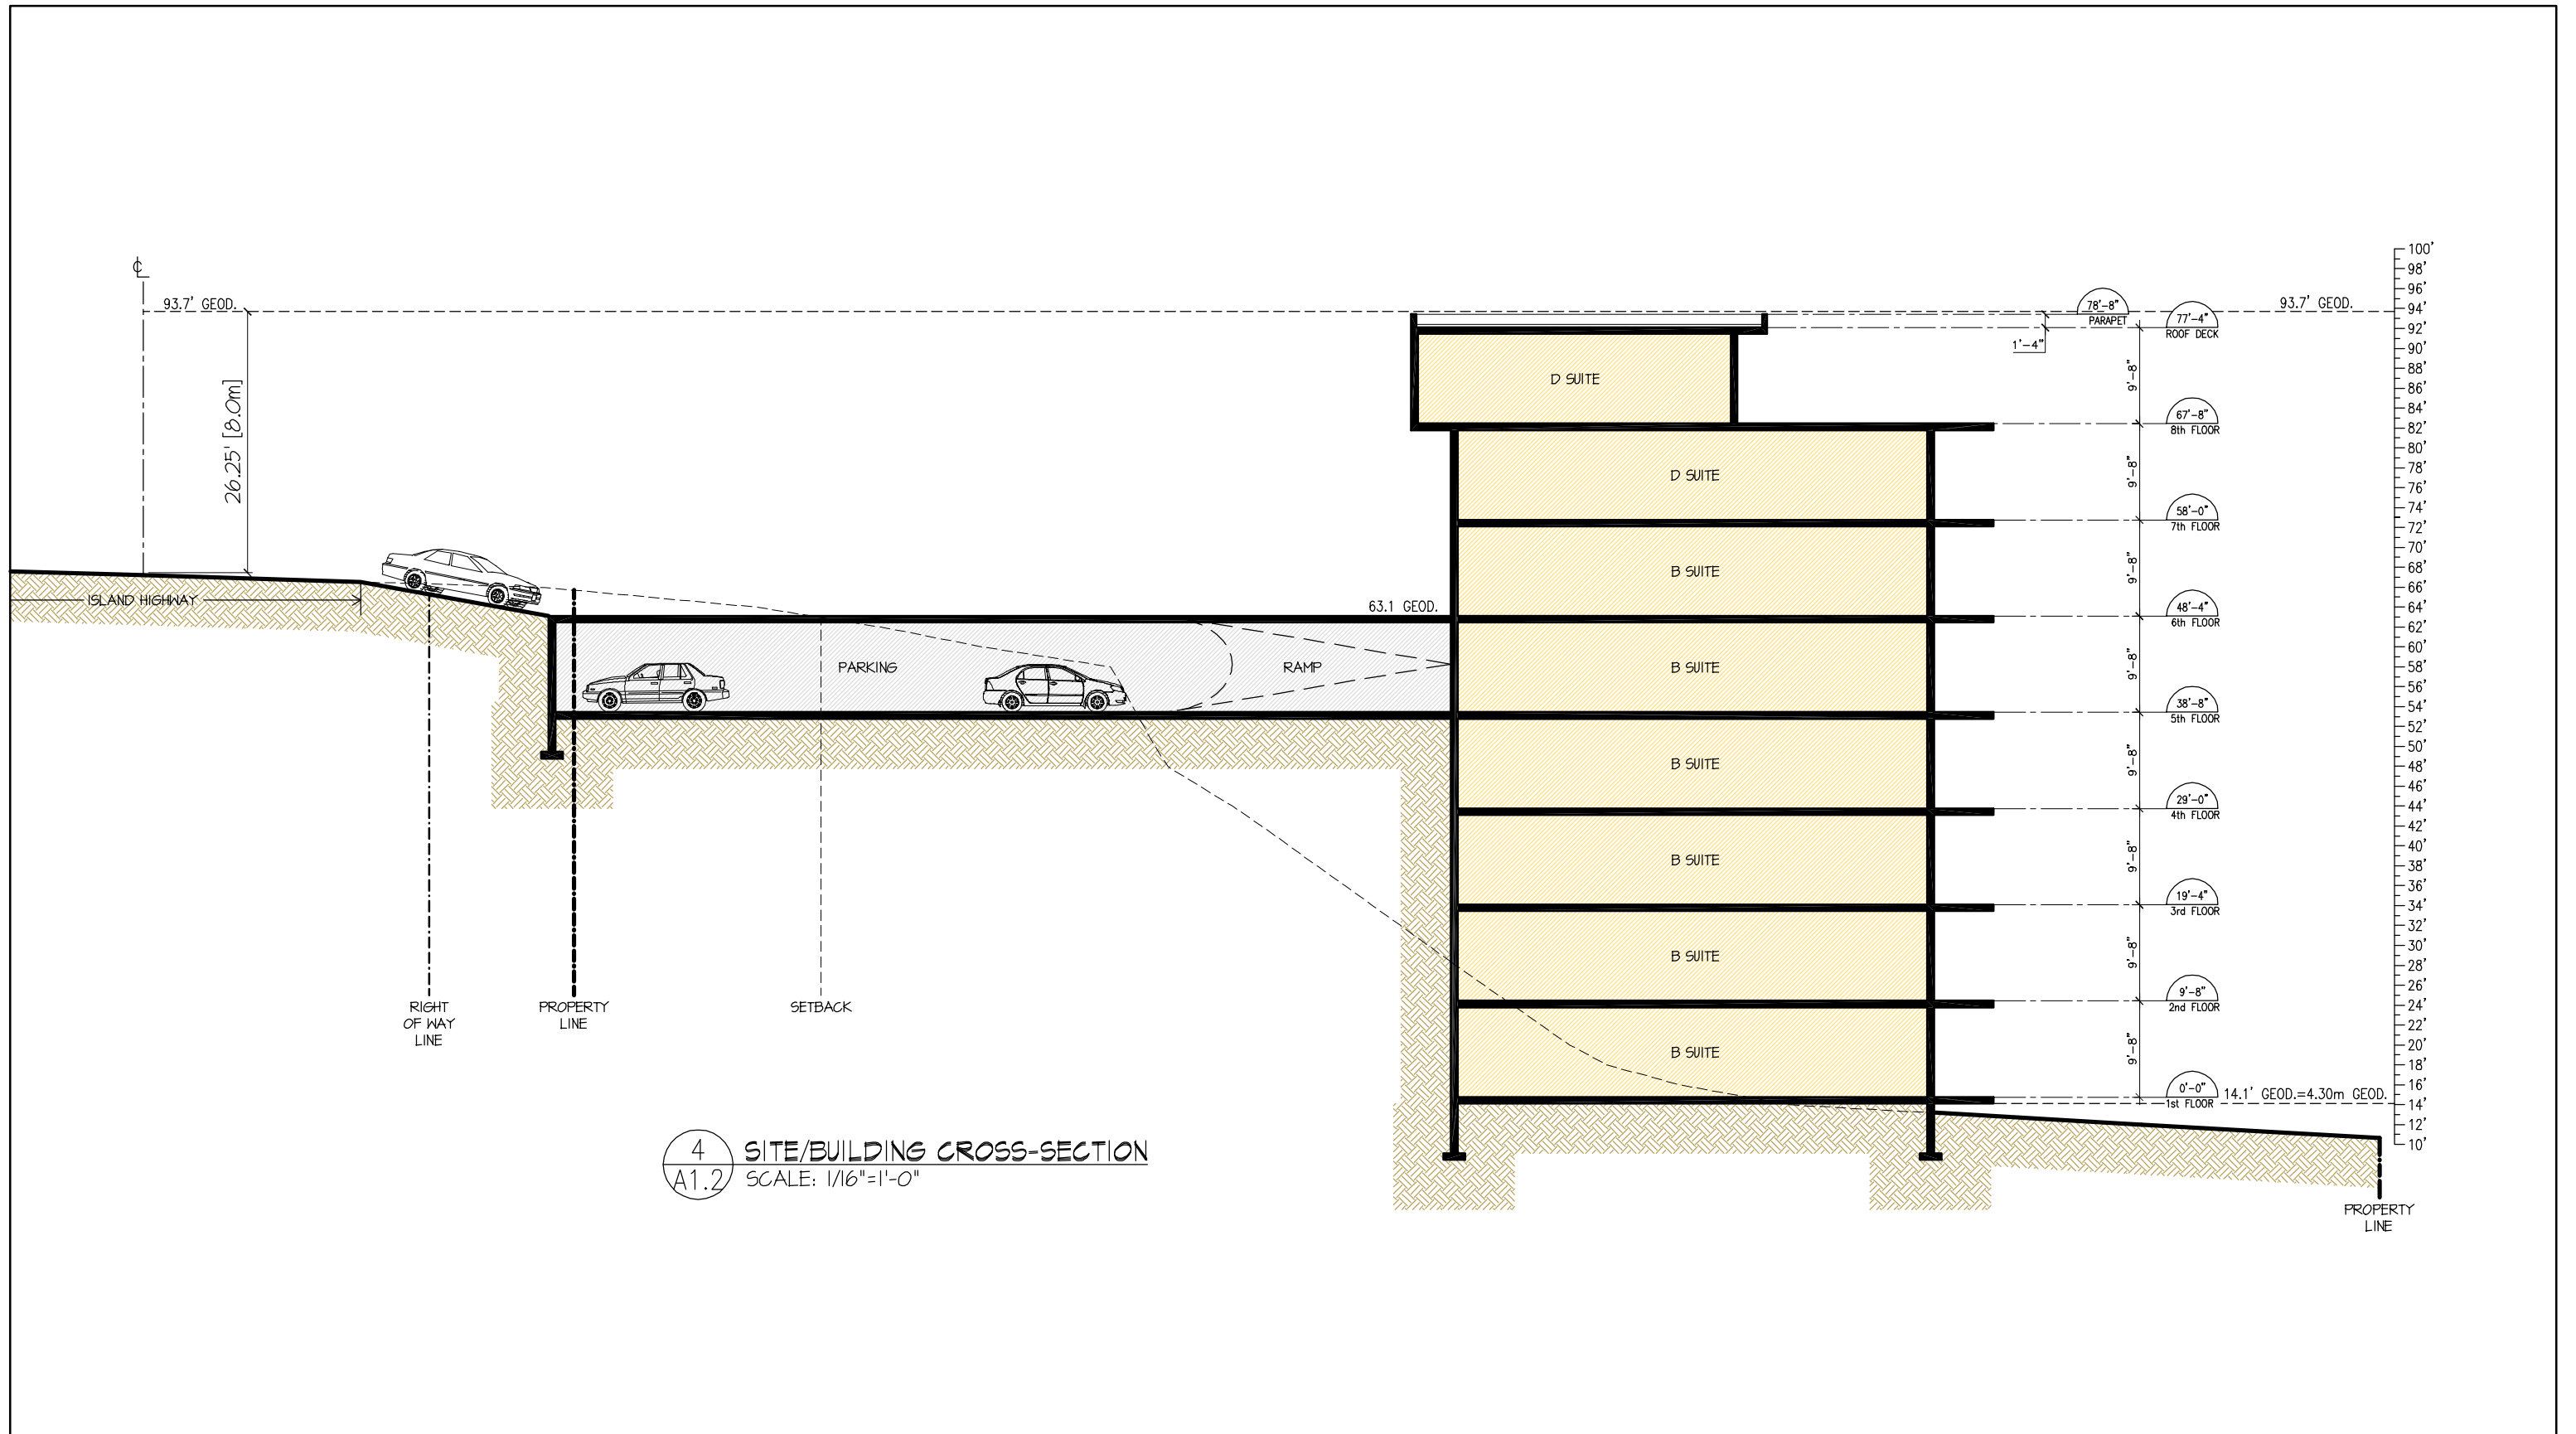 100'
98'
96'
94'
92'
90'
88'
86'
84'
82'
80'
78'
76'
74'
72'
70'
68'
66'
64'
62'
60'
58'
56'
54'
52'
50'
48'
46'
44'
42'
40'
38'
36'
34'
32'
30'
28'
26'
24'
22'
20'
18'
16'
14'
12'
10'
℄
93.7' GEOD.
93.7' GEOD.
26.25' [8.0m]
78'-8"
PARAPET
77'-4"
ROOF DECK
1'-4"
9'-8"
D SUITE
67'-8"
8th FLOOR
9'-8"
D SUITE
58'-0"
7th FLOOR
9'-8"
B SUITE
ISLAND HIGHWAY
63.1 GEOD.
48'-4"
6th FLOOR
9'-8"
PARKING
RAMP
B SUITE
38'-8"
5th FLOOR
9'-8"
B SUITE
29'-0"
4th FLOOR
9'-8"
B SUITE
19'-4"
3rd FLOOR
9'-8"
B SUITE
9'-8"
2nd FLOOR
9'-8"
B SUITE
0'-0"
1st FLOOR
14.1' GEOD.=4.30m GEOD.
RIGHT
OF WAY
LINE
PROPERTY
LINE
SETBACK
4
A1.2
SITE/BUILDING CROSS-SECTION
SCALE: 1/16"=1'-0"
PROPERTY
LINE